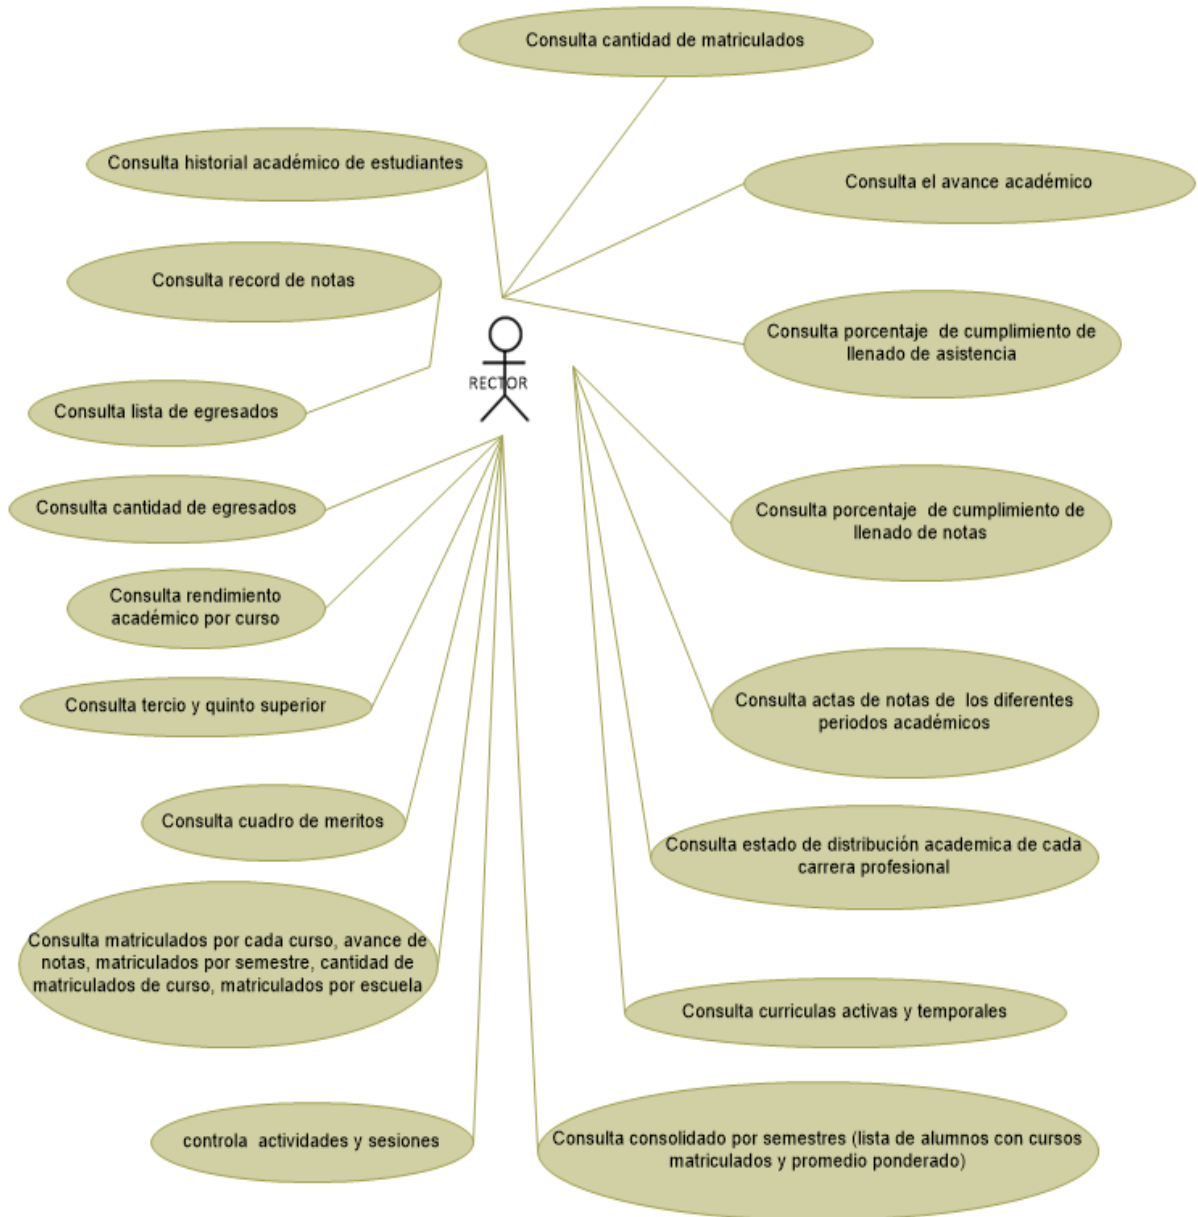 Consulta cantidad de matriculados
Consulta historial académico de estudiantes
Consulta el avance académico
Consulta record de notas
Consulta porcentaje  de cumplimiento de
llenado de asistencia
RECTOR
Consulta lista de egresados
Consulta cantidad de egresados
Consulta porcentaje  de cumplimiento de
llenado de notas
Consulta rendimiento
académico por curso
Consulta tercio y quinto superior
Consulta actas de notas de  los diferentes
periodos académicos
Consulta cuadro de meritos
Consulta estado de distribución academica de cada
carrera profesional
Consulta matriculados por cada curso, avance de
notas, matriculados por semestre, cantidad de
matriculados de curso, matriculados por escuela
Consulta curriculas activas y temporales
controla  actividades y sesiones
Consulta consolidado por semestres (lista de alumnos con cursos
matriculados y promedio ponderado)